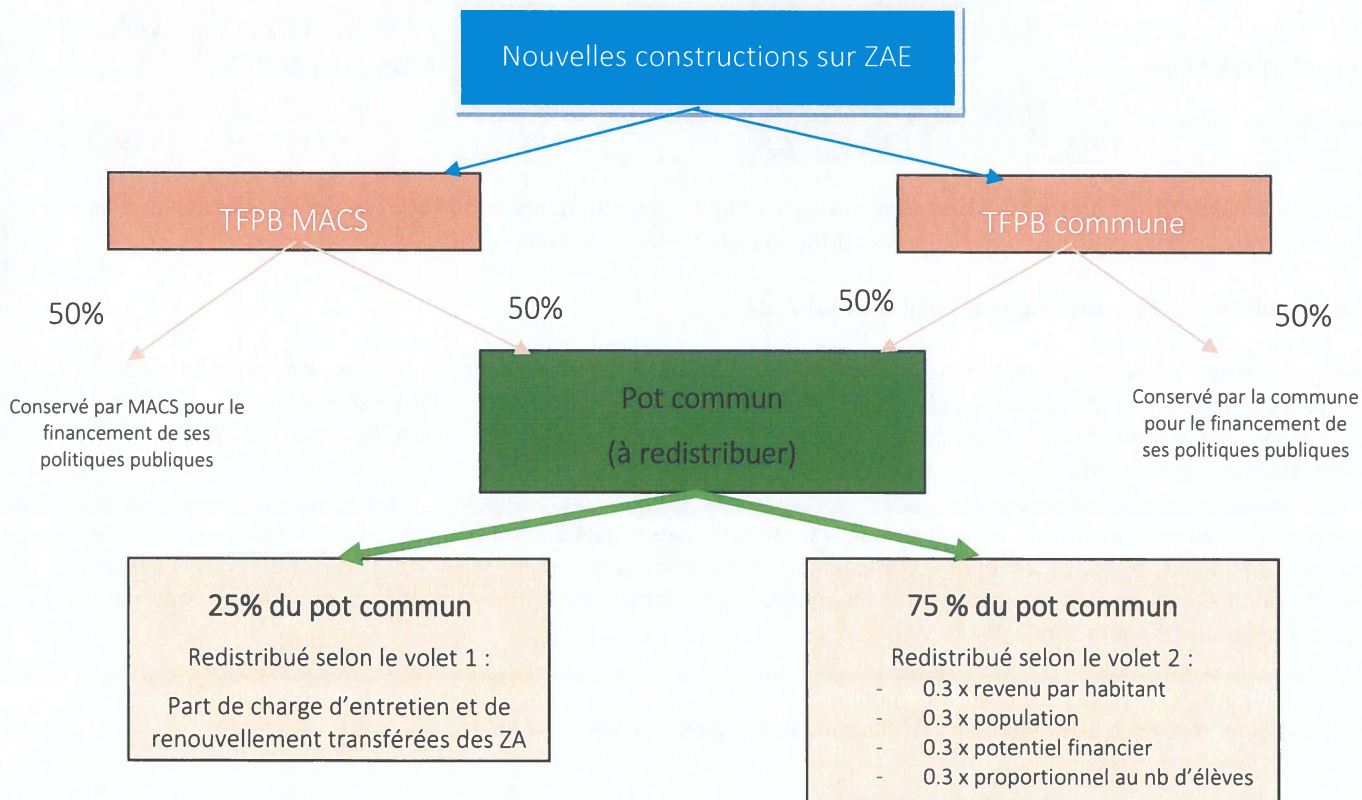 Nouvelles constructions sur ZAE
TFPB MACS
TFPB commune
50%
50%
50%
50%
Conservé par MACS pour le
financement de ses
politiques publiques
Pot commun
(à redistribuer)
Conservé par la commune
pour le financement de
ses politiques publiques
25% du pot commun
Redistribué selon le volet 1 :
Part de charge d'entretien et de
renouvellement transférées des ZA
75 % du pot commun
Redistribué selon le volet 2 :
- 0.3 x revenu par habitant
- 0.3 x population
- 0.3 x potentiel financier
- 0.3 x proportionnel au nb d'élèves